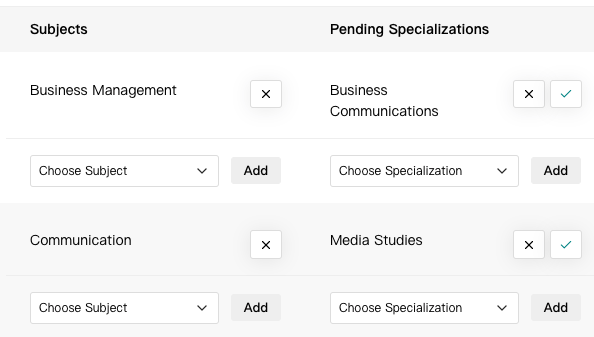 Subjects
Pending Specializations
Business Management
Business
Communications
Choose Subject
Add
Choose Specialization
Add
Communication
Media Studies
Choose Subject
Add
Choose Specialization
Add